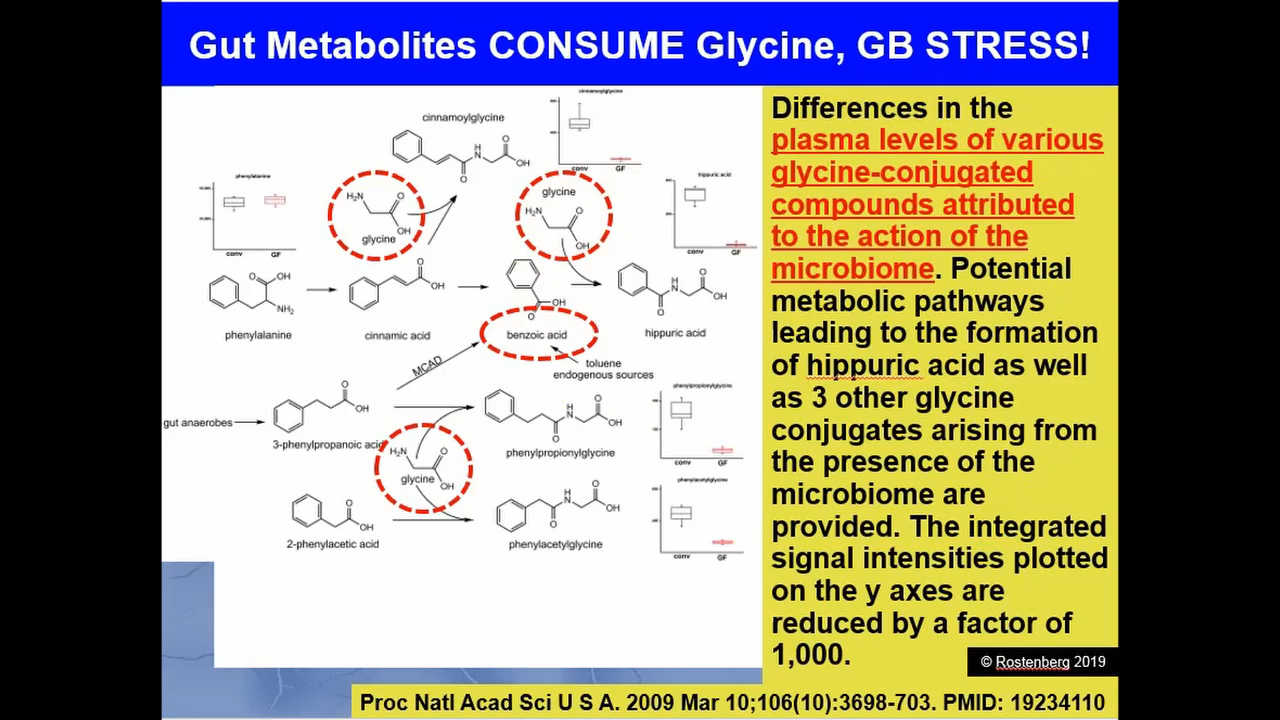 Gut Metabolites CONSUME Glycine, GB STRESS!
cinnamoylglycine
cinnamoylglycine
conv GF
phenylalanine
conv GF
glycine
glycine
hippuric acid
conv GF
phenylalanine
cinnamic acid
benzoic acid
hippuric acid
MCAD
toluene
endogenous sources
gut anaerobes
3-phenylpropanoic acid
glycine
phenylpropionylglycine
phenylpropionylglycine
conv GF
2-phenylacetic acid
phenylacetylglycine
phenylacetylglycine
conv GF
Differences in the
plasma levels of various
glycine-conjugated
compounds attributed
to the action of the
microbiome. Potential
metabolic pathways
leading to the formation
of hippuric acid as well
as 3 other glycine
conjugates arising from
the presence of the
microbiome are
provided. The integrated
signal intensities plotted
on the y axes are
reduced by a factor of
1,000.
© Rostenberg 2019
Proc Natl Acad Sci U S A. 2009 Mar 10;106(10):3698-703. PMID: 19234110